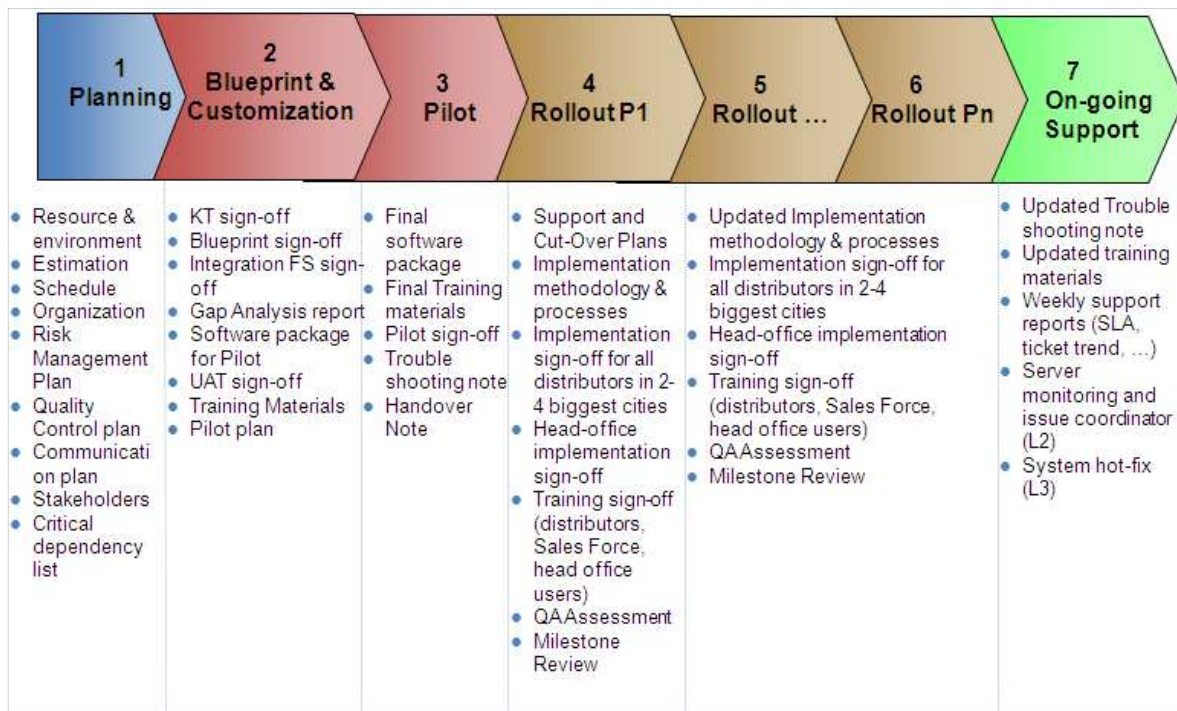 1
Planning
2
Blueprint &
Customization
3
Pilot
4
Rollout P1
5
Rollout ...
6
Rollout Pn
7
On-going
Support
• Resource &
environment
• Estimation
• Schedule
• Organization
• Risk
Management
Plan
• Quality
Control plan
• Communicati
on plan
• Stakeholders
• Critical
dependency
list
• KT sign-off
• Blueprint sign-off
• Integration FS sign-
off
• Gap Analysis report
• Software package
for Pilot
• UAT sign-off
• Training Materials
• Pilot plan
• Final
software
package
• Final Training
materials
• Pilot sign-off
• Trouble
shooting note
• Handover
Note
• Support and
Cut-Over Plans
• Implementation
methodology &
processes
• Implementation
sign-off for all
distributors in 2-
4 biggest cities
• Head-office
implementation
sign-off
• Training sign-off
(distributors,
Sales Force,
head office
users)
• QA Assessment
• Milestone
Review
• Updated Implementation
methodology & processes
• Implementation sign-off for
all distributors in 2-4
biggest cities
• Head-office implementation
sign-off
• Training sign-off
(distributors, Sales Force,
head office users)
• QA Assessment
• Milestone Review
• Updated Trouble
shooting note
• Updated training
materials
• Weekly support
reports (SLA,
ticket trend, ...)
• Server
monitoring and
issue coordinator
(L2)
• System hot-fix
(L3)